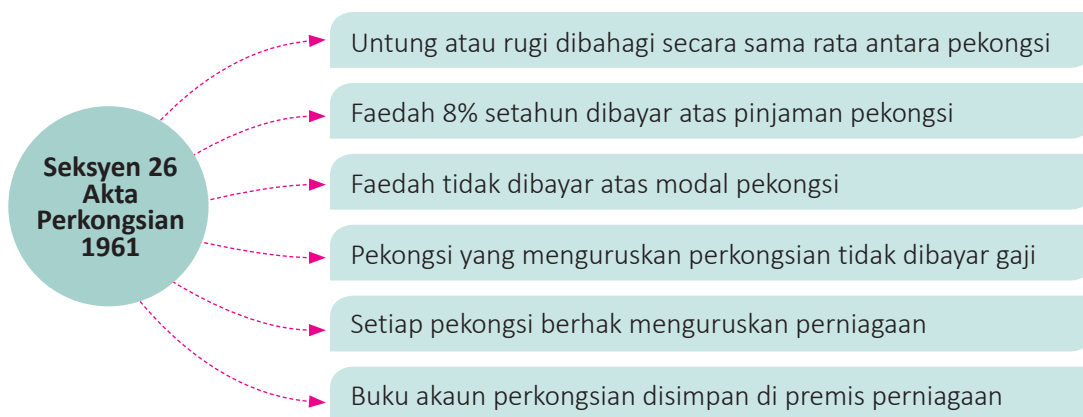 Seksyen 26
Akta
Perkongsian
1961
Untung atau rugi dibahagi secara sama rata antara pekongsi
Faedah 8% setahun dibayar atas pinjaman pekongsi
Faedah tidak dibayar atas modal pekongsi
Pekongsi yang menguruskan perkongsian tidak dibayar gaji
Setiap pekongsi berhak menguruskan perniagaan
Buku akaun perkongsian disimpan di premis perniagaan